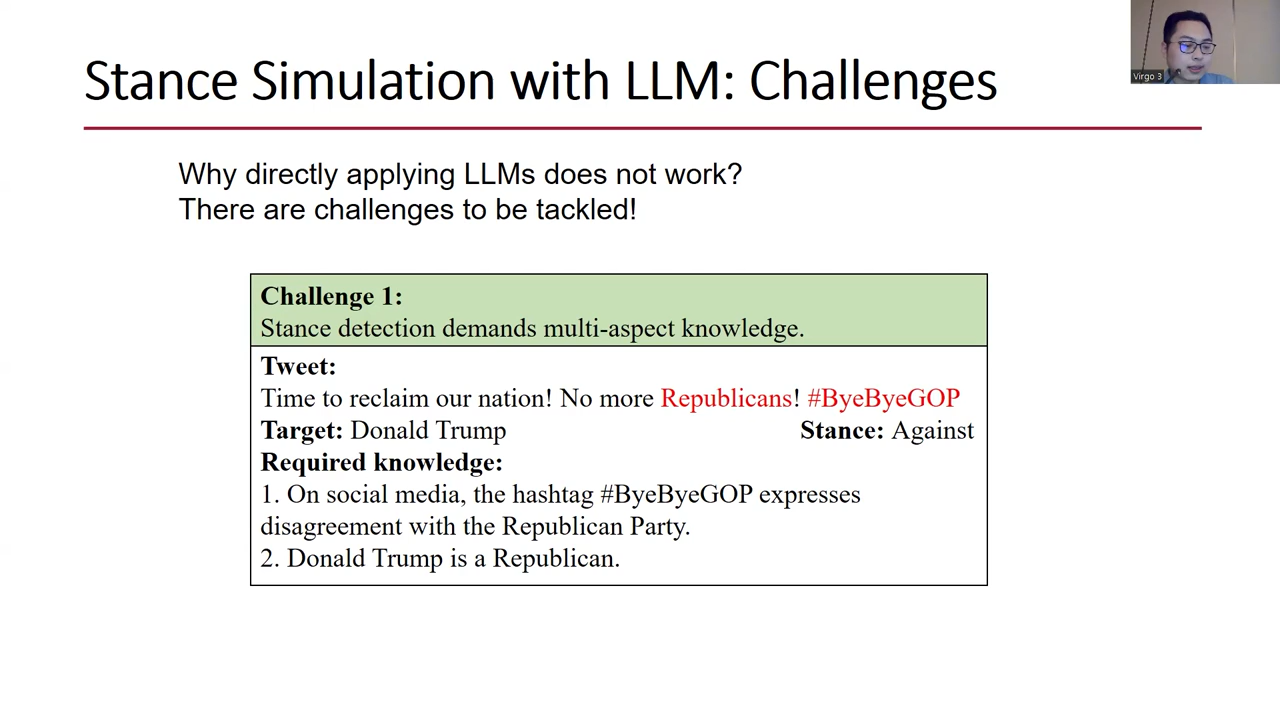 Stance Simulation with LLM: Challenges
Virgo 3
Why directly applying LLMs does not work?
There are challenges to be tackled!
Challenge 1:
Stance detection demands multi-aspect knowledge.
Tweet:
Time to reclaim our nation! No more Republicans! #ByeByeGOP
Target: Donald Trump Stance: Against
Required knowledge:
1. On social media, the hashtag #ByeByeGOP expresses
disagreement with the Republican Party.
2. Donald Trump is a Republican.